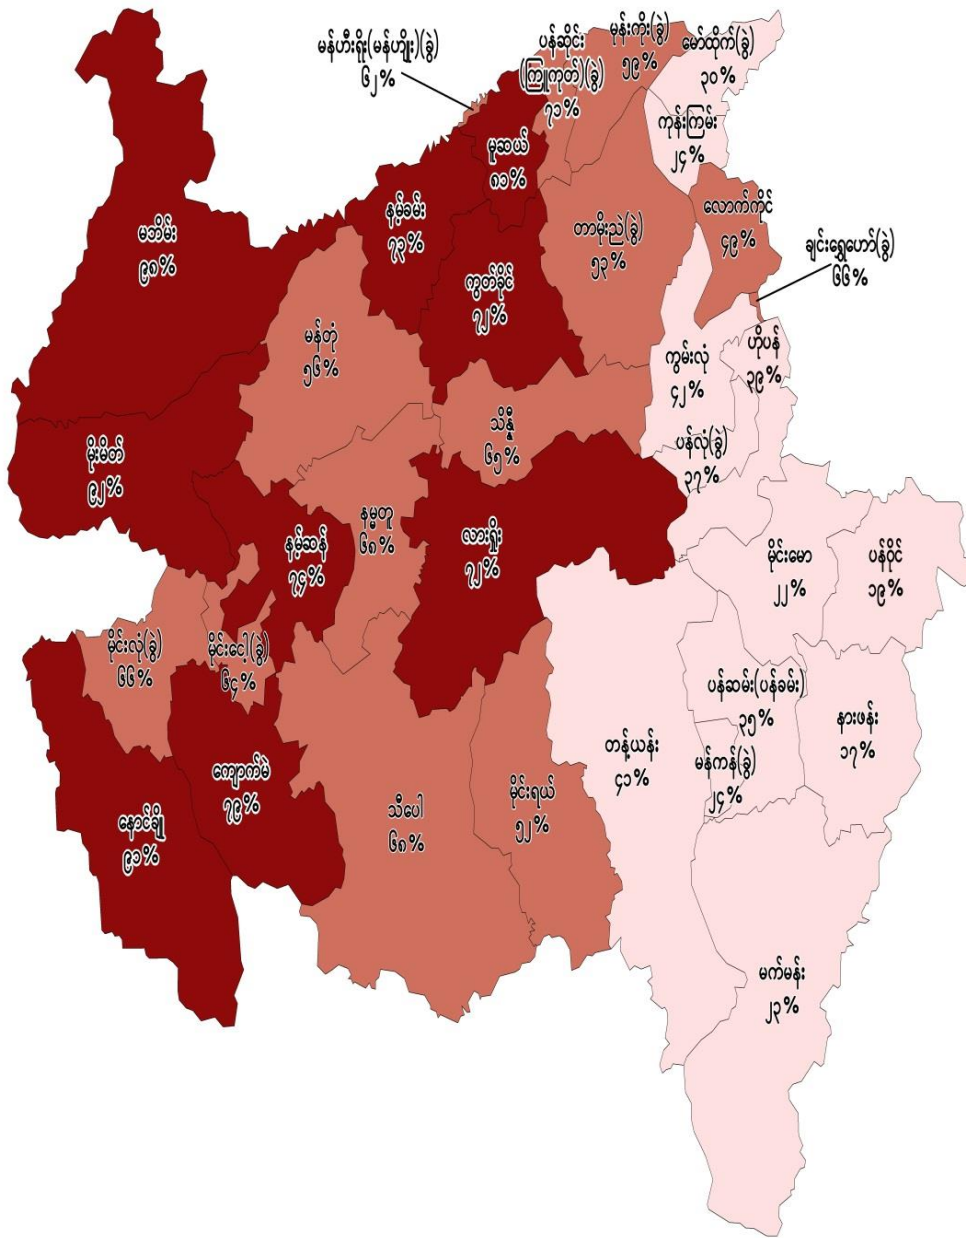 မန်ဟီးရိုး(မန်ဟျိုး)(ခွဲ)
၆၂%
ပန်ဆိုင်း
(ကြူကုတ်)(ခွဲ)
၇၁%
မုန်းကိုး(ခွဲ)
၅၉%
မော်ထိုက်(ခွဲ)
၃၀%
ကုန်းကြမ်း
၂၄%
မူဆယ်
၈၁%
နမ့်ခမ်း
၇၃%
မဘိမ်း
၉၈%
တာမိုးညဲ(ခွဲ)
၅၃%
လောက်ကိုင်
၄၉%
ချင်းရွှေဟော်(ခွဲ)
၆၆%
ကွတ်ခိုင်
၇၂%
မန်တုံ
၅၆%
ကွမ်းလုံ
၄၂%
ဟိုပန်
၃၉%
သိန္နီ
၆၅%
ပန်လုံ(ခွဲ)
၃၇%
မိုးမိတ်
၉၂%
နမ္မတူ
၆၈%
နမ့်ဆန်
၇၄%
လားရှိုး
၇၂%
မိုင်းမော
၂၂%
ပန်ဝိုင်
၁၉%
မိုင်းလုံ(ခွဲ)
၆၆%
မိုင်းငေါ့(ခွဲ)
၆၄%
ပန်ဆမ်း(ပန်ခမ်း)
၃၅%
နားဖန်း
၁၇%
တန့်ယန်း
၄၁%
မန်ကန်(ခွဲ)
၂၄%
ကျောက်မဲ
၇၉%
မိုင်းရယ်
၅၂%
သီပေါ
၆၈%
နောင်ချို
၉၁%
မက်မန်း
၂၃%